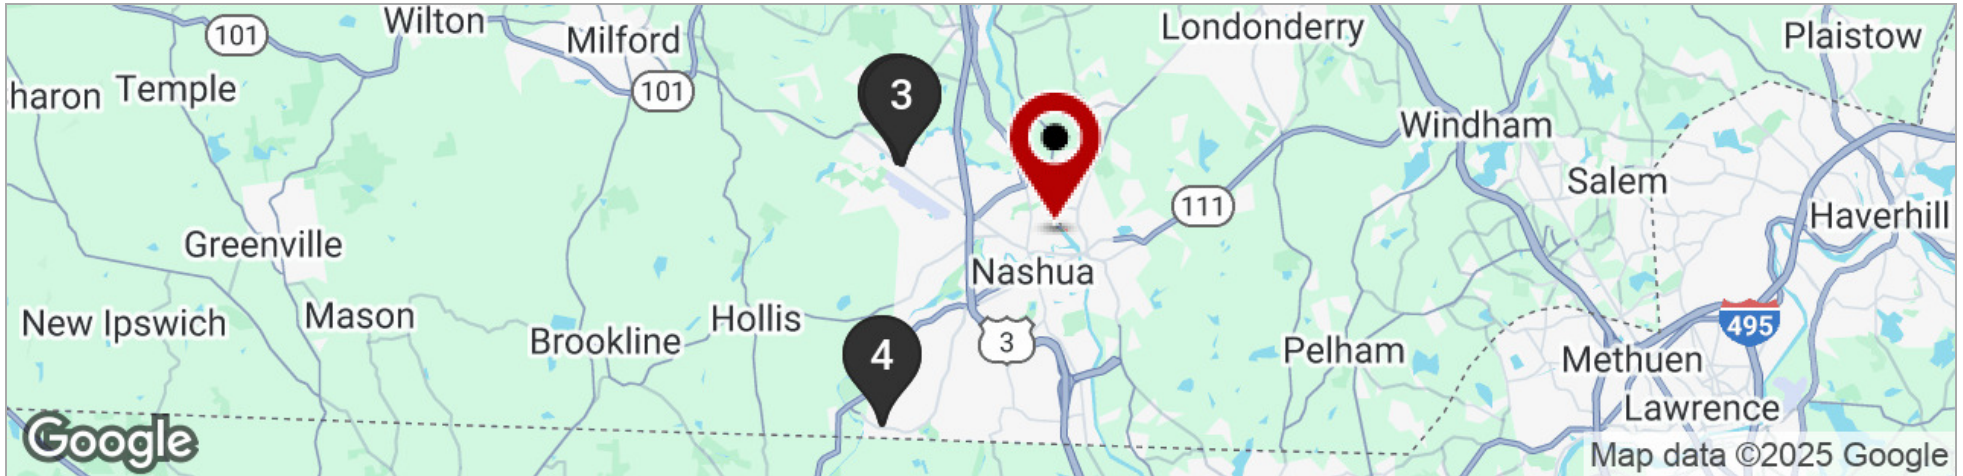 101
Wilton
Milford
Londonderry
Plaistow
haron
Temple
101
3
Windham
Salem
111
Haverhill
Greenville
Nashua
New Ipswich
Mason
Hollis
Brookline
3
495
4
Pelham
Methuen
Lawrence
Google
Map data ©2025 Google